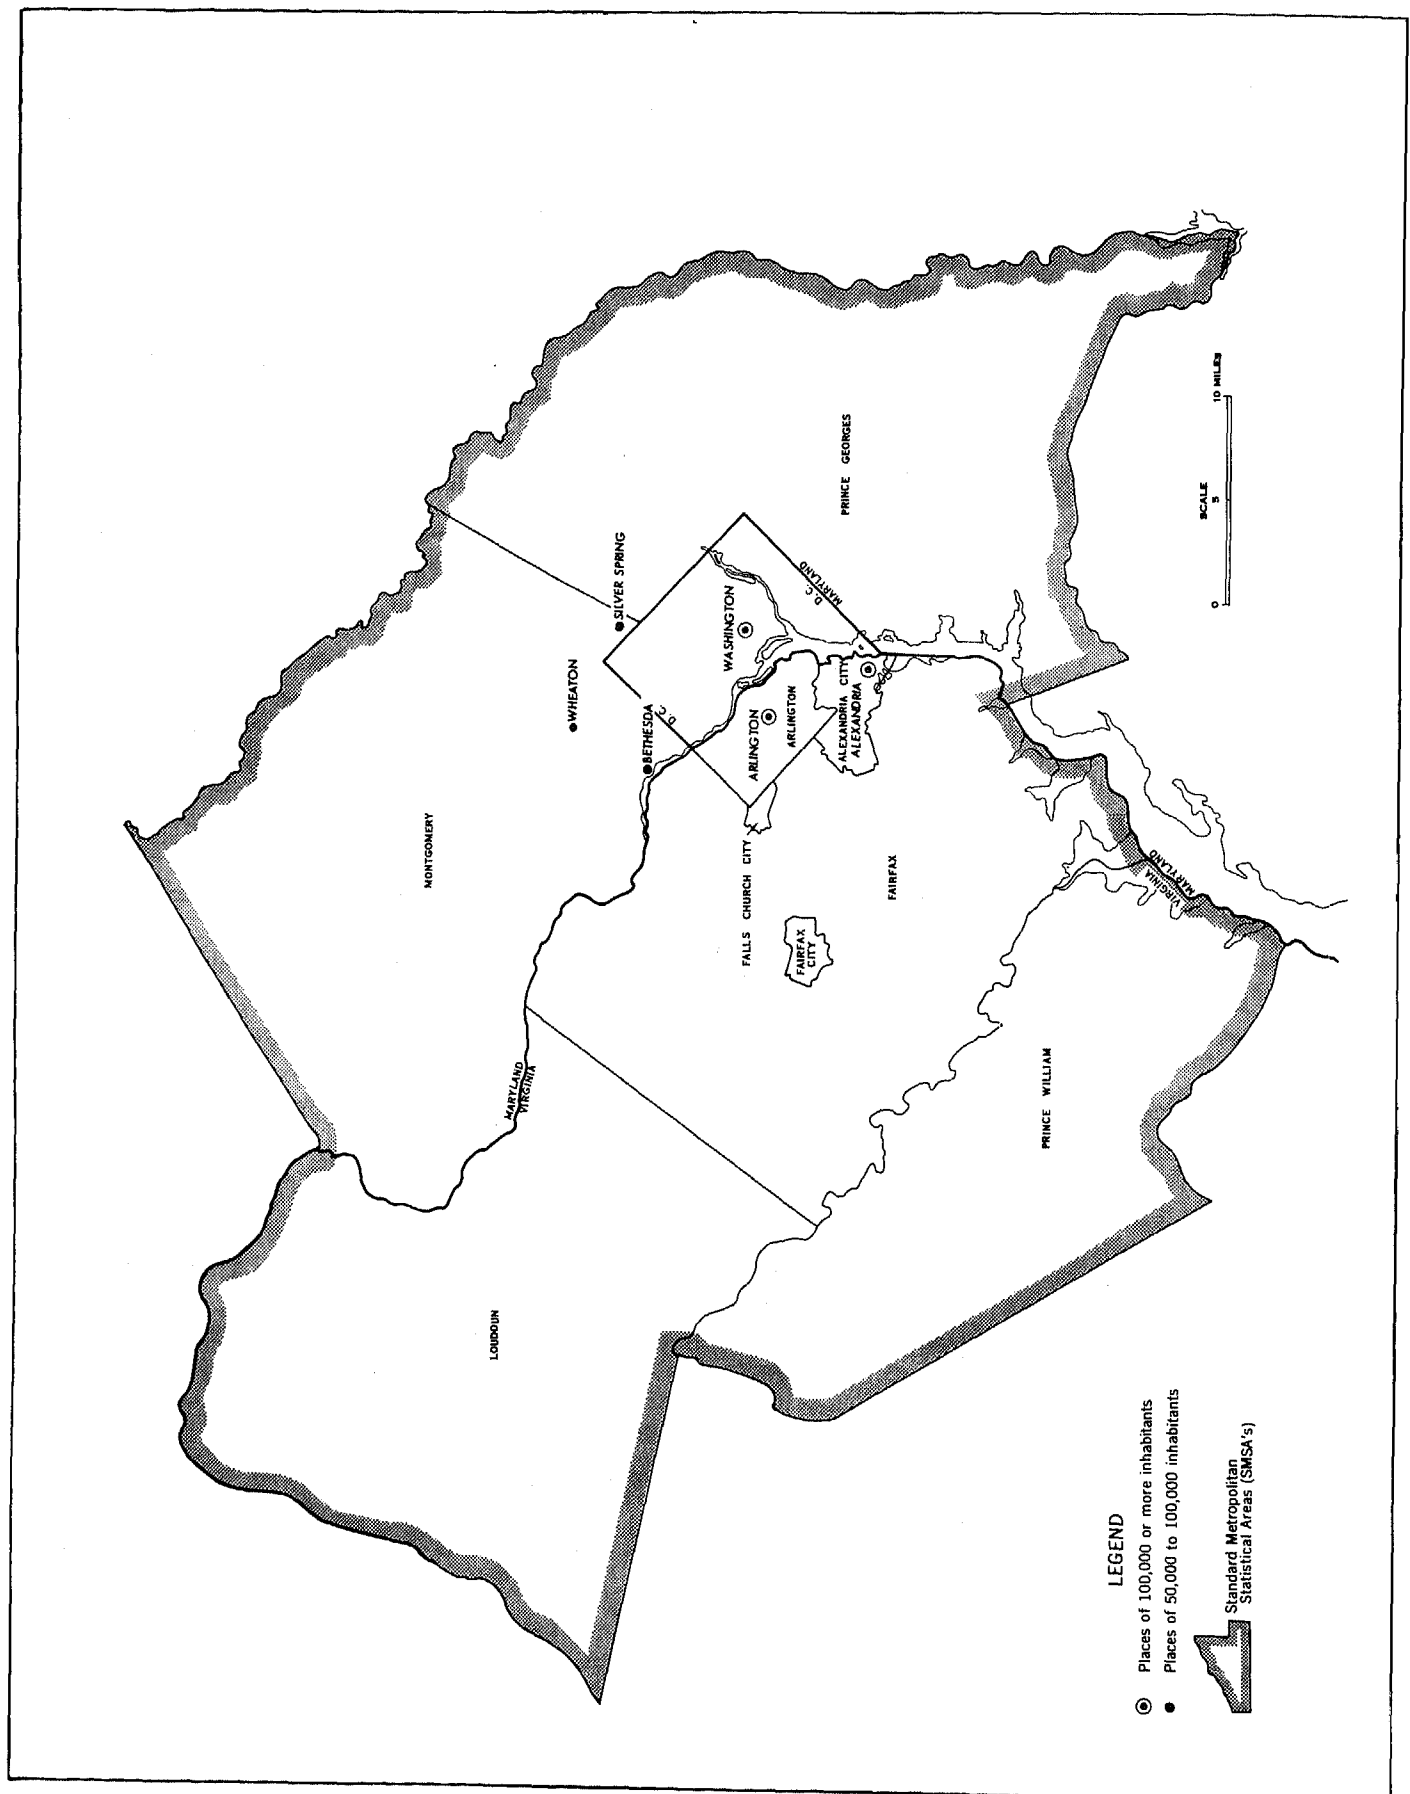 MONTGOMERY
WHEATON
SILVER SPRING
BETHESDA
D. C.
WASHINGTON
ARLINGTON
ARLINGTON
ALEXANDRIA CITY
ALEXANDRIA
D. C.
MARYLAND
PRINCE GEORGES
MARYLAND
VIRGINIA
LOUDOUN
FALLS CHURCH CITY
FAIRFAX
CITY
FAIRFAX
PRINCE WILLIAM
VIRGINIA
MARYLAND
SCALE
0 5 10 MILES
LEGEND
Places of 100,000 or more inhabitants
Places of 50,000 to 100,000 inhabitants
Standard Metropolitan
Statistical Areas (SMSA's)